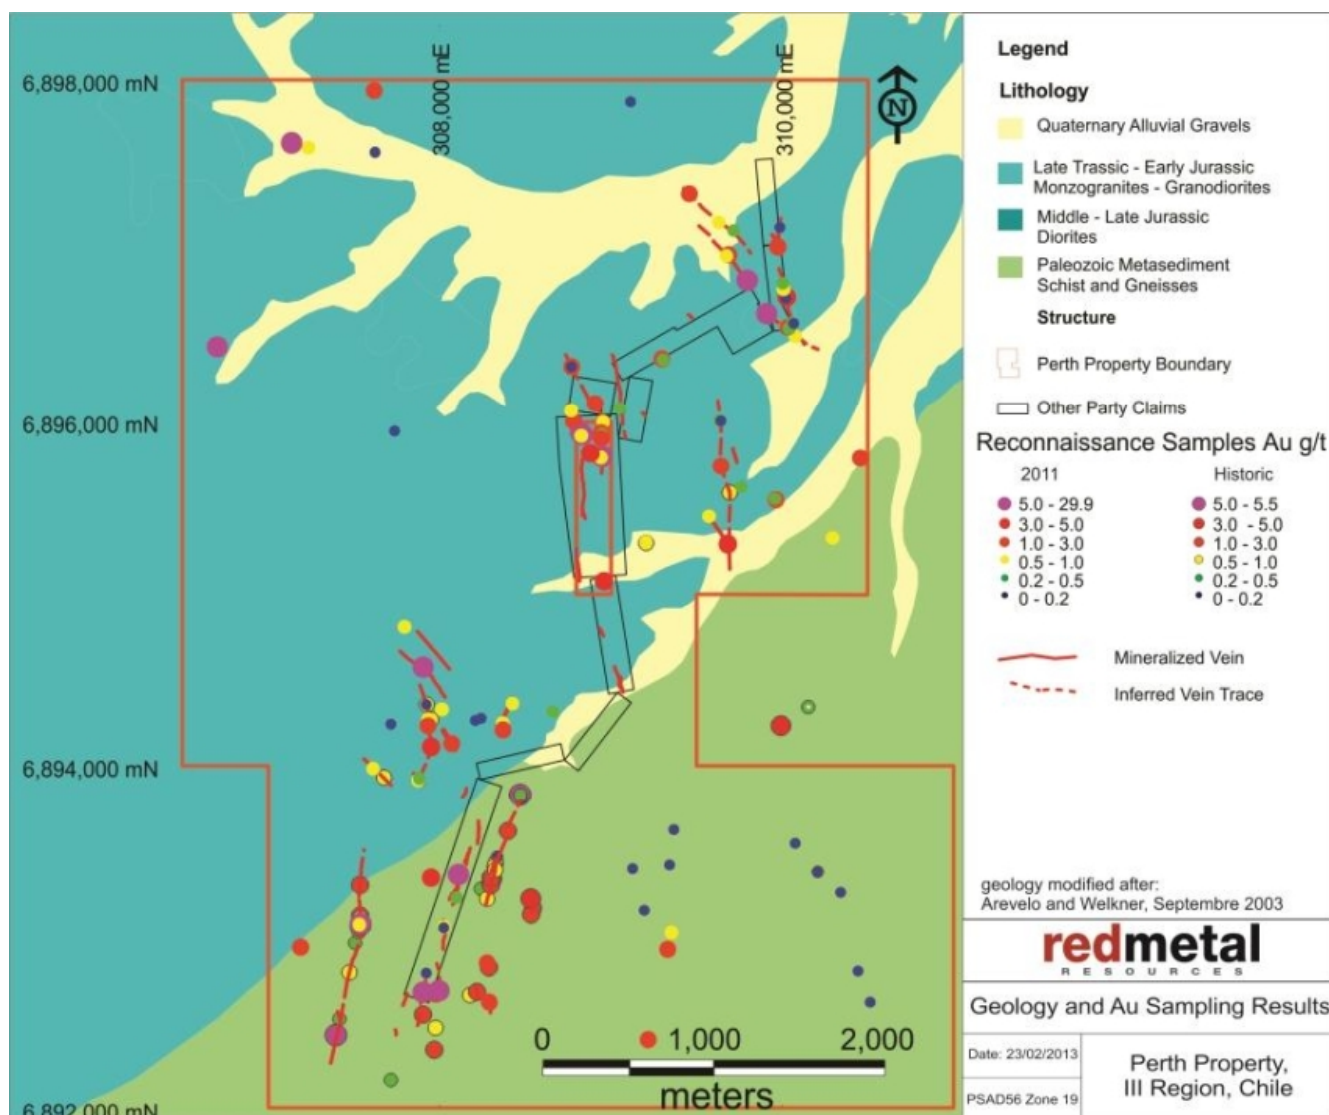 6,898,000 mN
308,000 mE
310,000 mE
N
6,896,000 mN
6,894,000 mN
6,892,000 mN
0 1,000 2,000
meters
Legend
Lithology
Quaternary Alluvial Gravels
Late Trassic - Early Jurassic
Monzogranites - Granodiorites
Middle - Late Jurassic
Diorites
Paleozoic Metasediment
Schist and Gneisses
Structure
Perth Property Boundary
Other Party Claims
Reconnaissance Samples Au g/t
2011 Historic
5.0 - 29.9 5.0 - 5.5
3.0 - 5.0 3.0 - 5.0
1.0 - 3.0 1.0 - 3.0
0.5 - 1.0 0.5 - 1.0
0.2 - 0.5 0.2 - 0.5
0 - 0.2 0 - 0.2
Mineralized Vein
Inferred Vein Trace
geology modified after:
Arevelo and Welkner, Septembre 2003
redmetal
RESOURCES
Geology and Au Sampling Results
Date: 23/02/2013
PSAD56 Zone 19
Perth Property,
III Region, Chile